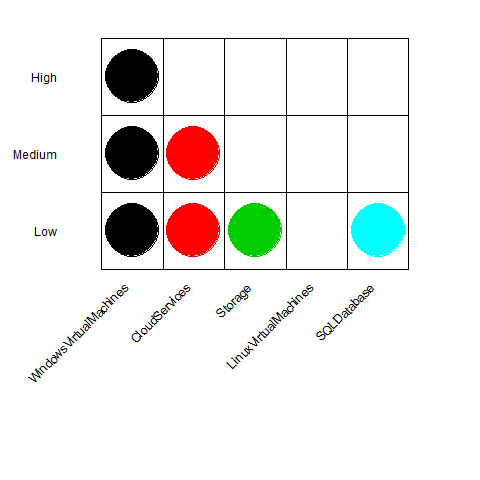 High
Medium
Low
WindowsVirtualMachines
CloudServices
Storage
LinuxVirtualMachines
SQLDatabase